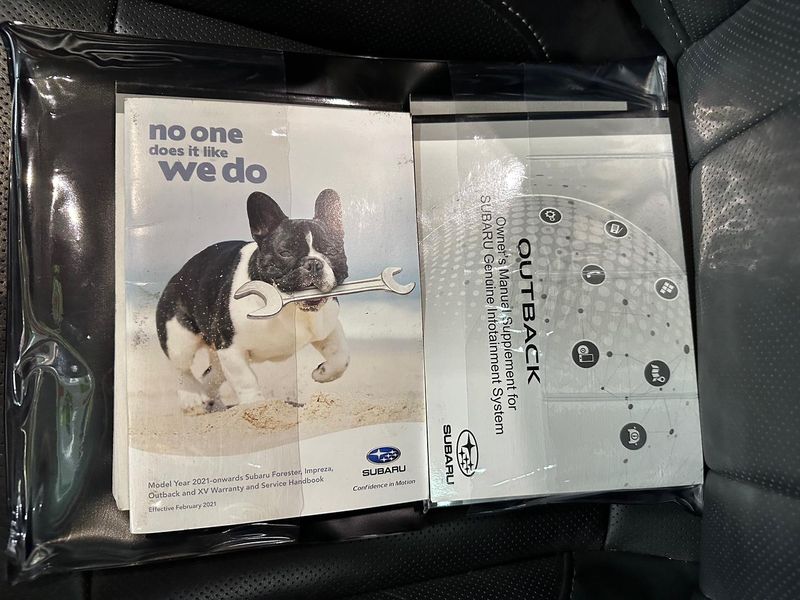 no one
does it like
we do
Model Year 2021-onwards Subaru Forester, Impreza,
Outback and XV Warranty and Service Handbook
Effective February 2021
SUBARU
Confidence in Motion
OUTBACK
Owner's Manual Supplement for
SUBARU Genuine Infotainment System
SUBARU